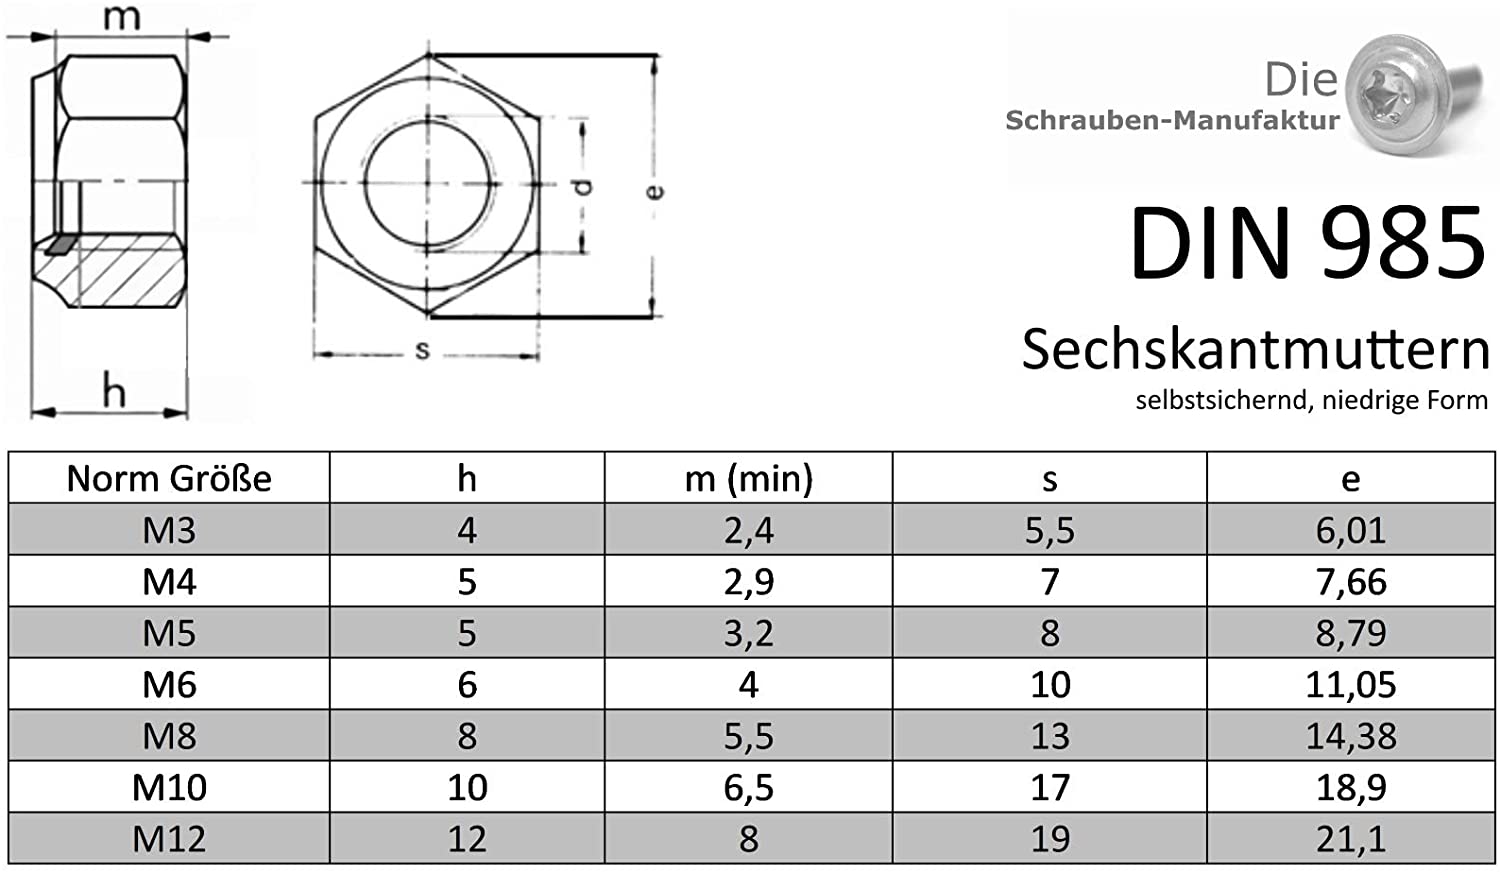 m
h
d
e
s
Die
Schrauben-Manufaktur
DIN 985
Sechskantmuttern
selbstsichernd, niedrige Form
Norm Größe h m (min) s e
M3 4 2,4 5,5 6,01
M4 5 2,9 7 7,66
M5 5 3,2 8 8,79
M6 6 4 10 11,05
M8 8 5,5 13 14,38
M10 10 6,5 17 18,9
M12 12 8 19 21,1